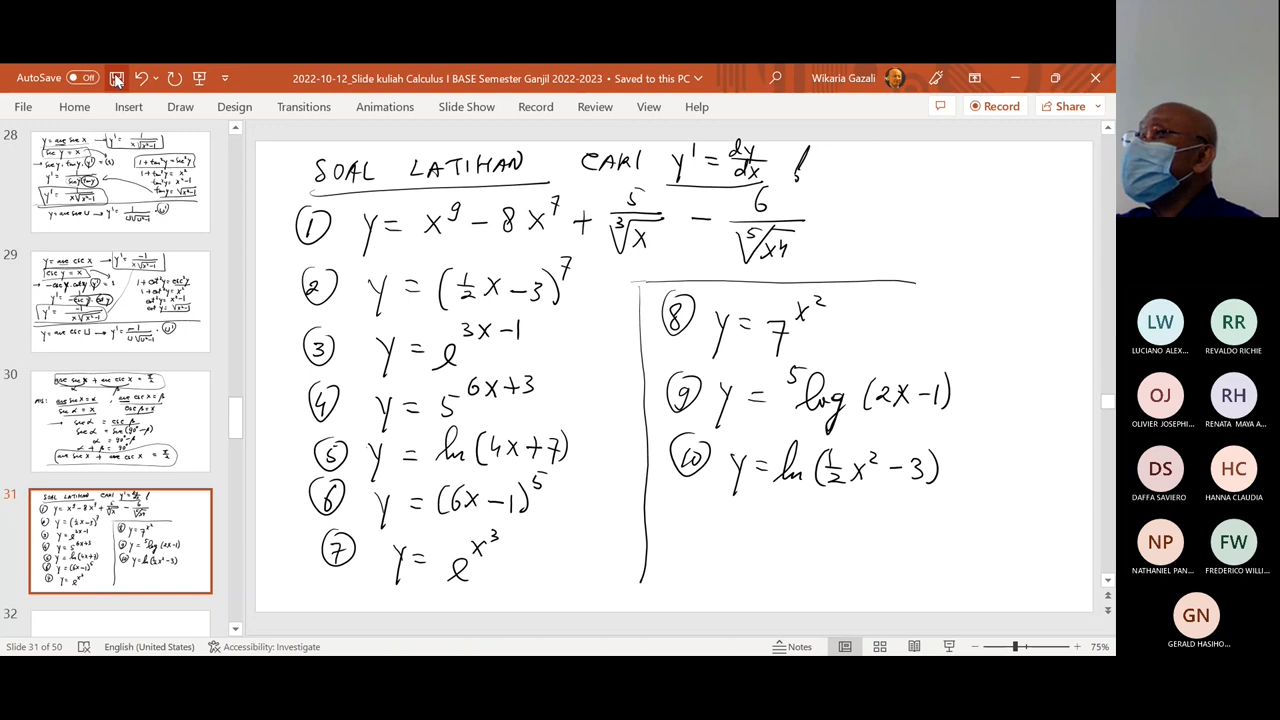 AutoSave Off
2022-10-12_Slide kuliah Calculus I BASE Semester Ganjil 2022-2023 • Saved to this PC
Wikaria Gazali
File Home Insert Draw Design Transitions Animations Slide Show Record Review View Help
Record Share
28
29
30
31
32
SOAL LATIHAN CARI y' = dy/dx !
① y = x⁹ − 8x⁷ + 5/∛x − 6/⁵√x⁴
② y = (½x − 3)⁷
③ y = e^(3x−1)
④ y = 5^(6x+3)
⑤ y = ln(4x+7)
⑥ y = (6x−1)⁵
⑦ y = e^(x³)
⑧ y = 7^(x²)
⑨ y = ⁵log(2x−1)
⑩ y = ln(½x² − 3)
LW
LUCIANO ALEX...
RR
REVALDO RICHIE
OJ
OLIVIER JOSEPHI...
RH
RENATA MAYA A...
DS
DAFFA SAVIERO
HC
HANNA CLAUDIA
NP
NATHANIEL PAN...
FW
FREDERICO WILLI...
GN
GERALD HASIHO...
Slide 31 of 50 English (United States) Accessibility: Investigate
Notes 75%